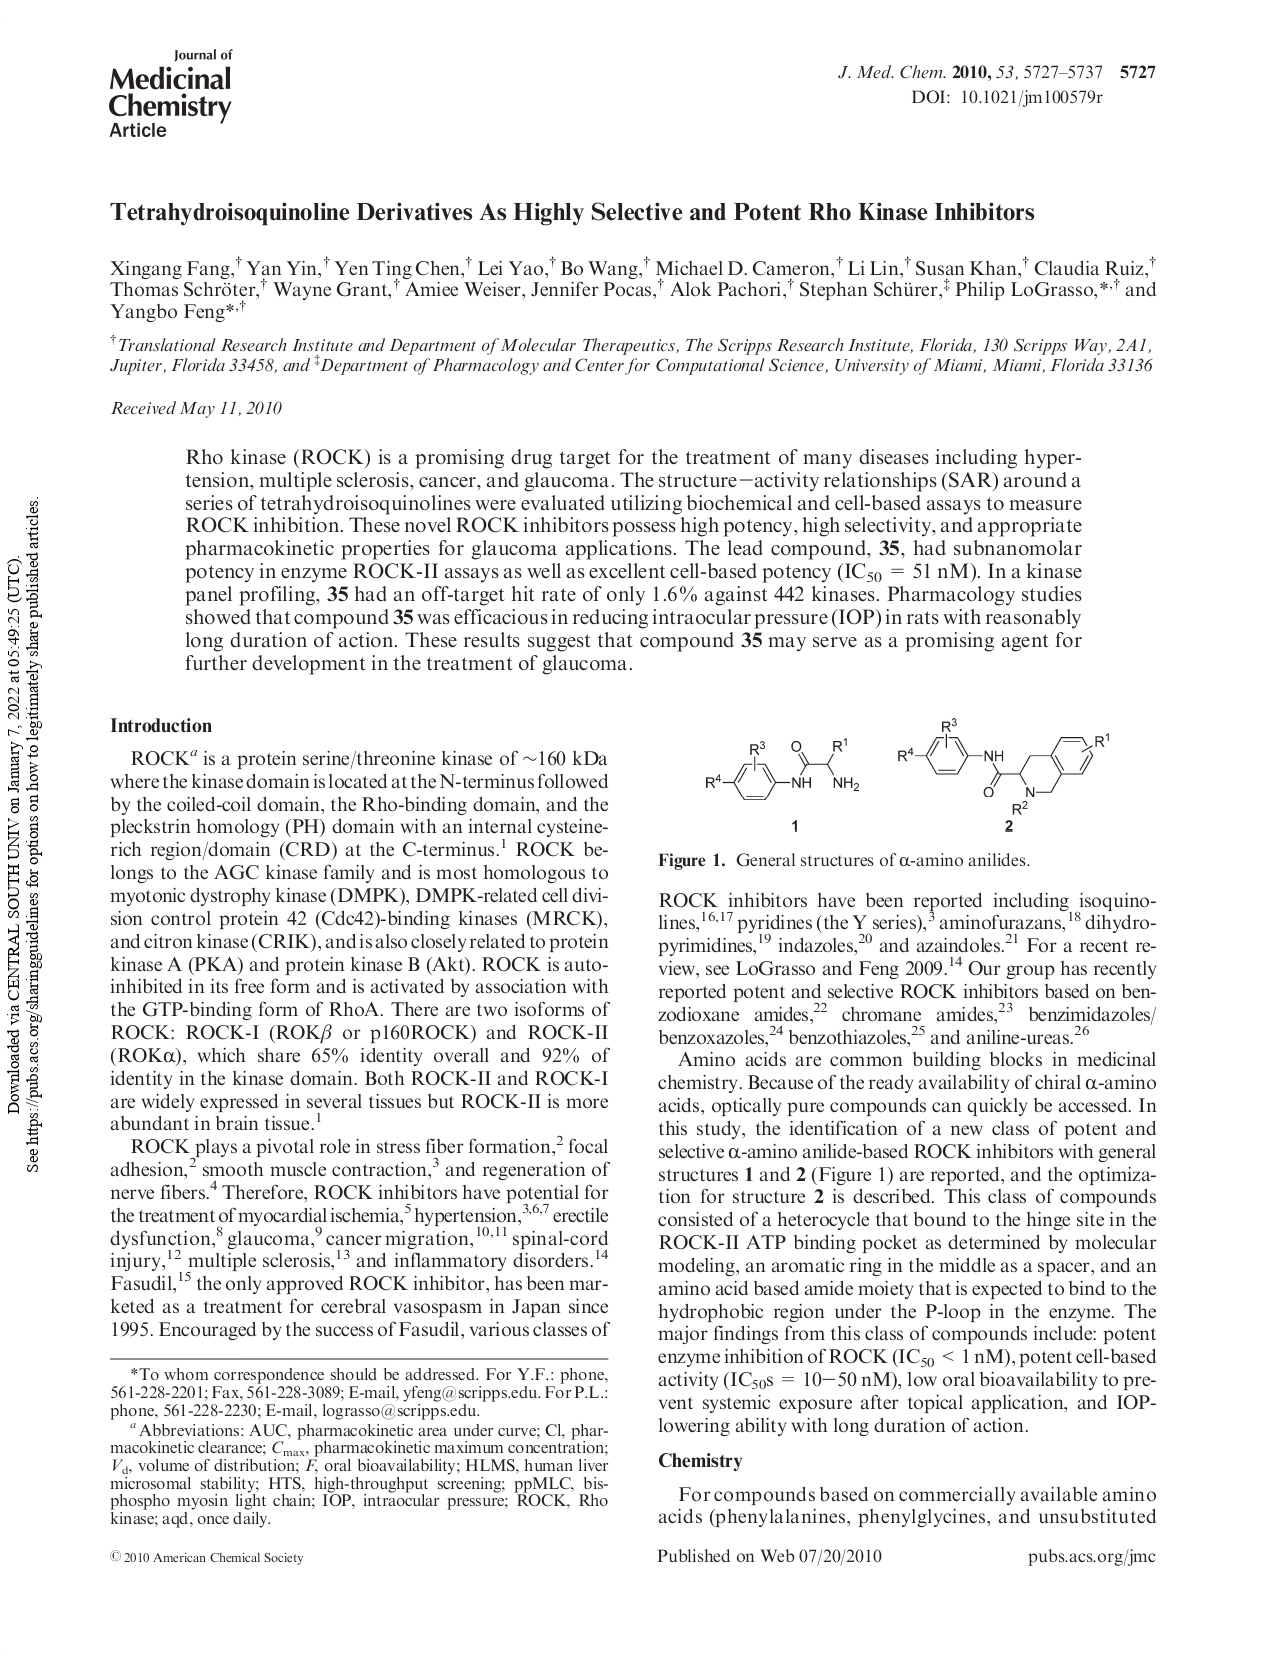 Journal of
Medicinal
Chemistry
Article
J. Med. Chem. 2010, 53, 5727–5737 5727
DOI: 10.1021/jm100579r
Tetrahydroisoquinoline Derivatives As Highly Selective and Potent Rho Kinase Inhibitors
Xingang Fang,† Yan Yin,† Yen Ting Chen,† Lei Yao,† Bo Wang,† Michael D. Cameron,† Li Lin,† Susan Khan,† Claudia Ruiz,†
Thomas Schröter,† Wayne Grant,† Amiee Weiser, Jennifer Pocas,† Alok Pachori,† Stephan Schürer,‡ Philip LoGrasso,*,† and
Yangbo Feng*,†
†Translational Research Institute and Department of Molecular Therapeutics, The Scripps Research Institute, Florida, 130 Scripps Way, 2A1,
Jupiter, Florida 33458, and ‡Department of Pharmacology and Center for Computational Science, University of Miami, Miami, Florida 33136
Received May 11, 2010
Rho kinase (ROCK) is a promising drug target for the treatment of many diseases including hyper-
tension, multiple sclerosis, cancer, and glaucoma. The structure−activity relationships (SAR) around a
series of tetrahydroisoquinolines were evaluated utilizing biochemical and cell-based assays to measure
ROCK inhibition. These novel ROCK inhibitors possess high potency, high selectivity, and appropriate
pharmacokinetic properties for glaucoma applications. The lead compound, 35, had subnanomolar
potency in enzyme ROCK-II assays as well as excellent cell-based potency (IC50 = 51 nM). In a kinase
panel profiling, 35 had an off-target hit rate of only 1.6% against 442 kinases. Pharmacology studies
showed that compound 35 was efficacious in reducing intraocular pressure (IOP) in rats with reasonably
long duration of action. These results suggest that compound 35 may serve as a promising agent for
further development in the treatment of glaucoma.
Introduction
ROCKa is a protein serine/threonine kinase of ~160 kDa
where the kinase domain is located at the N-terminus followed
by the coiled-coil domain, the Rho-binding domain, and the
pleckstrin homology (PH) domain with an internal cysteine-
rich region/domain (CRD) at the C-terminus.1 ROCK be-
longs to the AGC kinase family and is most homologous to
myotonic dystrophy kinase (DMPK), DMPK-related cell divi-
sion control protein 42 (Cdc42)-binding kinases (MRCK),
and citron kinase (CRIK), and is also closely related to protein
kinase A (PKA) and protein kinase B (Akt). ROCK is auto-
inhibited in its free form and is activated by association with
the GTP-binding form of RhoA. There are two isoforms of
ROCK: ROCK-I (ROKβ or p160ROCK) and ROCK-II
(ROKα), which share 65% identity overall and 92% of
identity in the kinase domain. Both ROCK-II and ROCK-I
are widely expressed in several tissues but ROCK-II is more
abundant in brain tissue.1
ROCK plays a pivotal role in stress fiber formation,2 focal
adhesion,2 smooth muscle contraction,3 and regeneration of
nerve fibers.4 Therefore, ROCK inhibitors have potential for
the treatment of myocardial ischemia,5 hypertension,3,6,7 erectile
dysfunction,8 glaucoma,9 cancer migration,10,11 spinal-cord
injury,12 multiple sclerosis,13 and inflammatory disorders.14
Fasudil,15 the only approved ROCK inhibitor, has been mar-
keted as a treatment for cerebral vasospasm in Japan since
1995. Encouraged by the success of Fasudil, various classes of
*To whom correspondence should be addressed. For Y.F.: phone,
561-228-2201; Fax, 561-228-3089; E-mail, yfeng@scripps.edu. For P.L.:
phone, 561-228-2230; E-mail, lograsso@scripps.edu.
a Abbreviations: AUC, pharmacokinetic area under curve; Cl, phar-
macokinetic clearance; Cmax, pharmacokinetic maximum concentration;
Vd, volume of distribution; F, oral bioavailability; HLMS, human liver
microsomal stability; HTS, high-throughput screening; ppMLC, bis-
phospho myosin light chain; IOP, intraocular pressure; ROCK, Rho
kinase; aqd, once daily.
R3
R4
O
NH
R1
NH2
1
R3
R4
NH
O
N
R2
R1
2
Figure 1. General structures of α-amino anilides.
ROCK inhibitors have been reported including isoquino-
lines,16,17 pyridines (the Y series),3 aminofurazans,18 dihydro-
pyrimidines,19 indazoles,20 and azaindoles.21 For a recent re-
view, see LoGrasso and Feng 2009.14 Our group has recently
reported potent and selective ROCK inhibitors based on ben-
zodioxane amides,22 chromane amides,23 benzimidazoles/
benzoxazoles,24 benzothiazoles,25 and aniline-ureas.26
Amino acids are common building blocks in medicinal
chemistry. Because of the ready availability of chiral α-amino
acids, optically pure compounds can quickly be accessed. In
this study, the identification of a new class of potent and
selective α-amino anilide-based ROCK inhibitors with general
structures 1 and 2 (Figure 1) are reported, and the optimiza-
tion for structure 2 is described. This class of compounds
consisted of a heterocycle that bound to the hinge site in the
ROCK-II ATP binding pocket as determined by molecular
modeling, an aromatic ring in the middle as a spacer, and an
amino acid based amide moiety that is expected to bind to the
hydrophobic region under the P-loop in the enzyme. The
major findings from this class of compounds include: potent
enzyme inhibition of ROCK (IC50 < 1 nM), potent cell-based
activity (IC50s = 10−50 nM), low oral bioavailability to pre-
vent systemic exposure after topical application, and IOP-
lowering ability with long duration of action.
Chemistry
For compounds based on commercially available amino
acids (phenylalanines, phenylglycines, and unsubstituted
© 2010 American Chemical Society
Published on Web 07/20/2010
pubs.acs.org/jmc
Downloaded via CENTRAL SOUTH UNIV on January 7, 2022 at 05:49:25 (UTC).
See https://pubs.acs.org/sharingguidelines for options on how to legitimately share published articles.